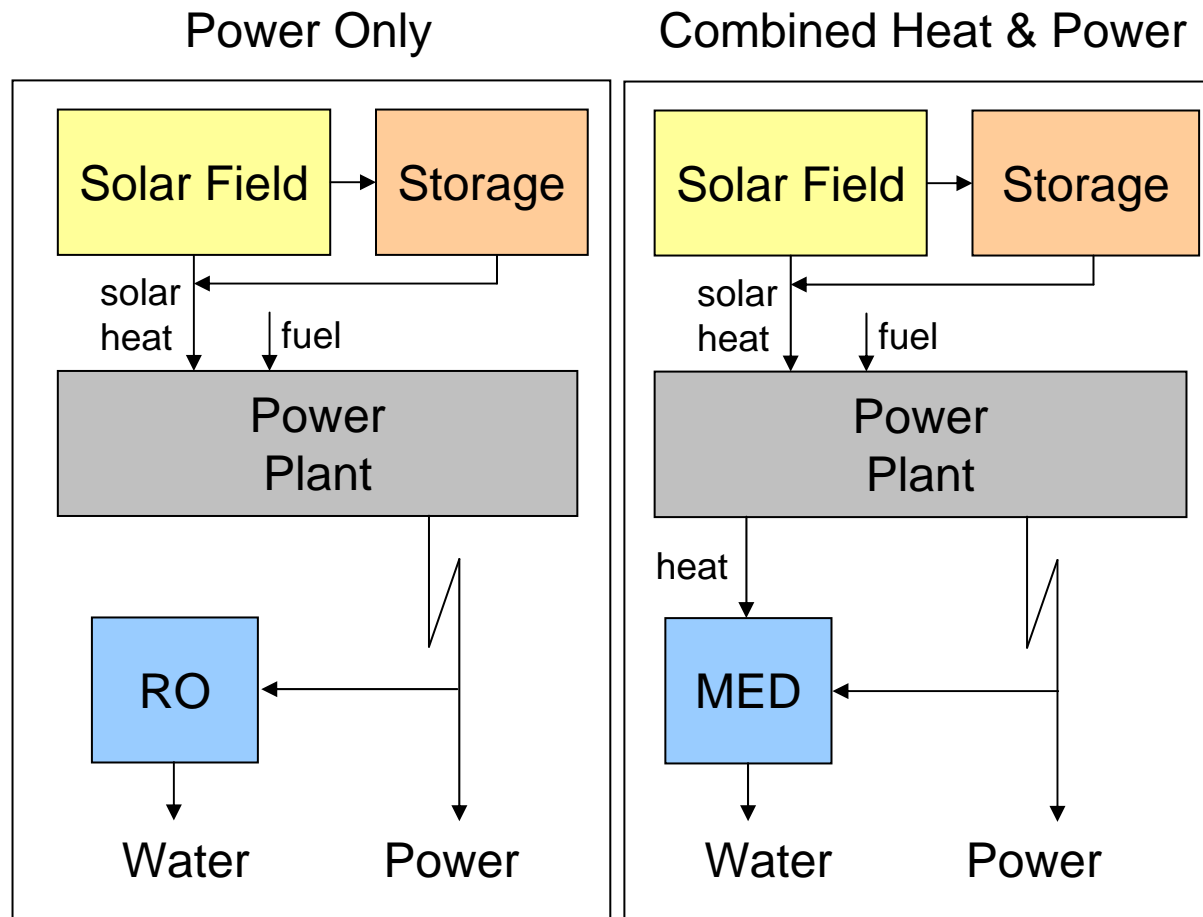 Power Only
Solar Field
Storage
solar
heat
fuel
Power
Plant
RO
Water
Power
Combined Heat & Power
Solar Field
Storage
solar
heat
fuel
Power
Plant
heat
MED
Water
Power